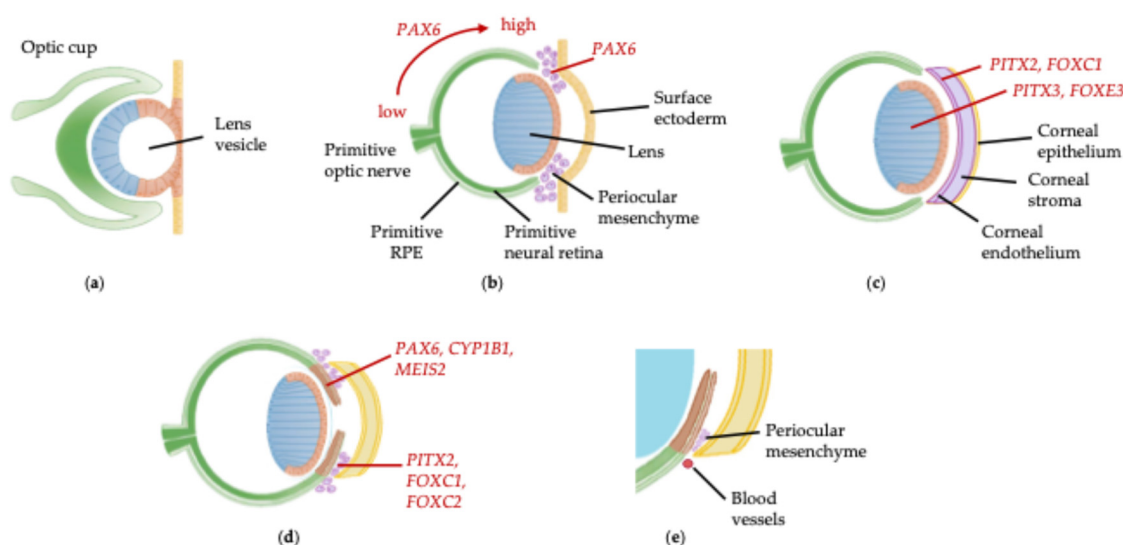 Optic cup
Lens
vesicle
(a)
PAX6
high
low
PAX6
Surface
ectoderm
Lens
Primitive
optic nerve
Periocular
mesenchyme
Primitive
RPE
Primitive
neural retina
(b)
PITX2, FOXC1
PITX3, FOXE3
Corneal
epithelium
Corneal
stroma
Corneal
endothelium
(c)
PAX6, CYP1B1,
MEIS2
PITX2,
FOXC1,
FOXC2
(d)
Periocular
mesenchyme
Blood
vessels
(e)